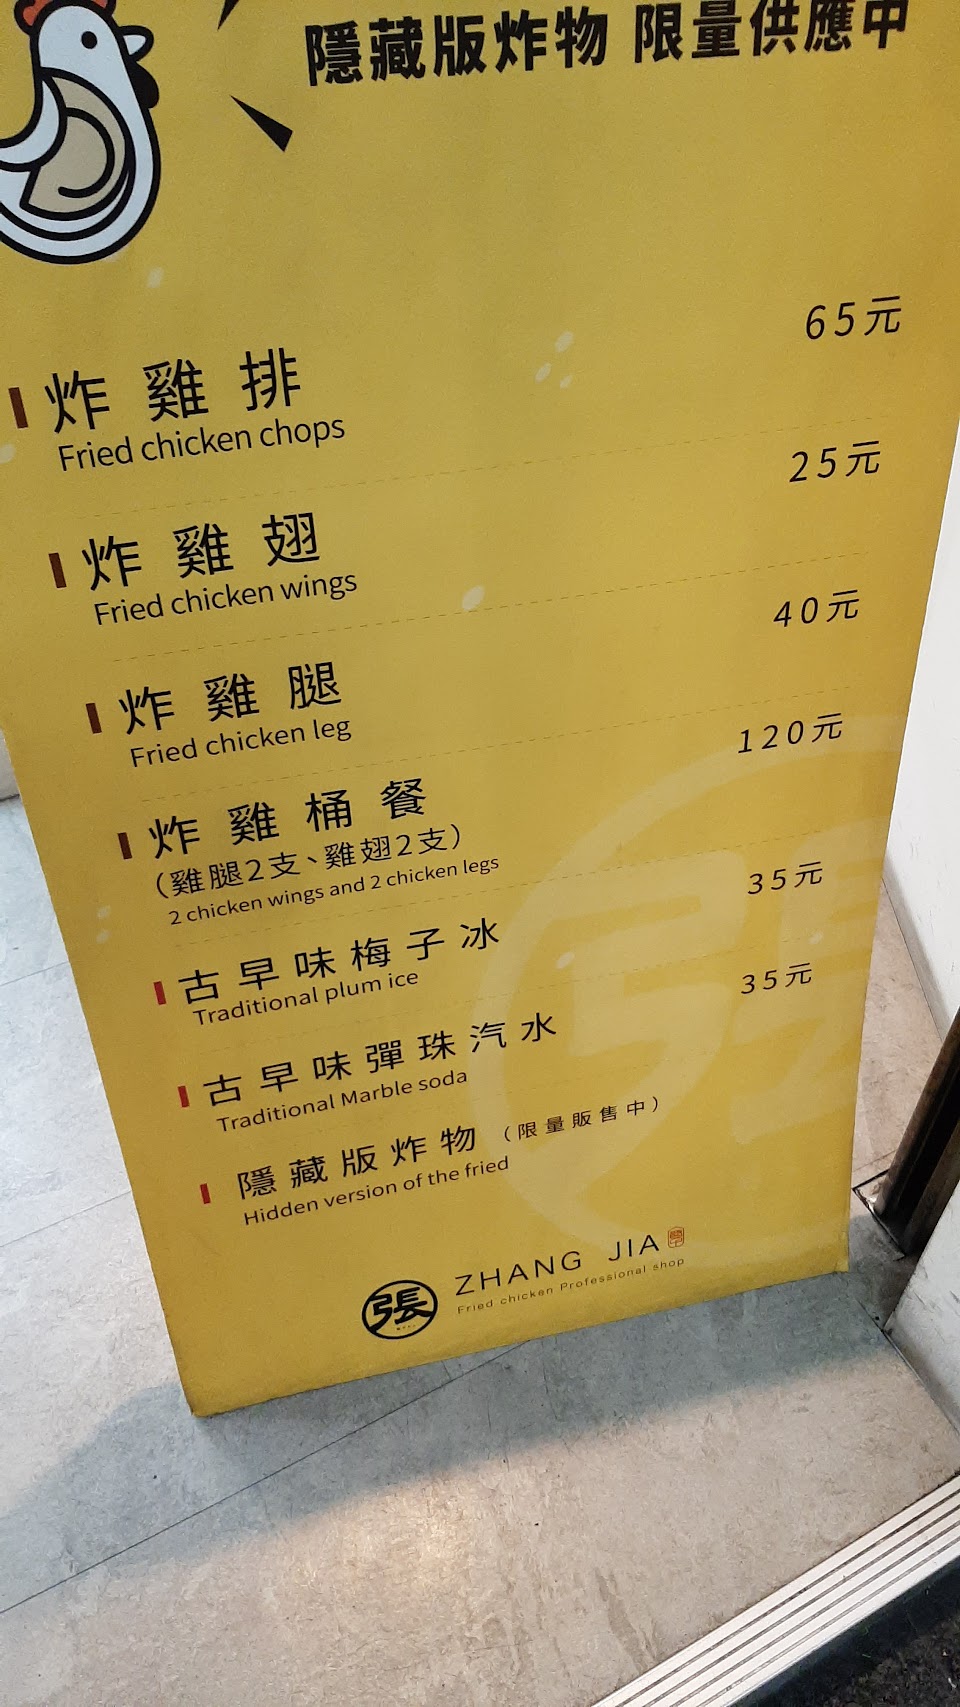 隱藏版炸物 限量供應中
炸雞排 65元
Fried chicken chops
炸雞翅 25元
Fried chicken wings
炸雞腿 40元
Fried chicken leg
炸雞桶餐 120元
（雞腿2支、雞翅2支）
2 chicken wings and 2 chicken legs
古早味梅子冰 35元
Traditional plum ice
古早味彈珠汽水 35元
Traditional Marble soda
隱藏版炸物 （限量販售中）
Hidden version of the fried
張 ZHANG JIA
Fried chicken Professional shop